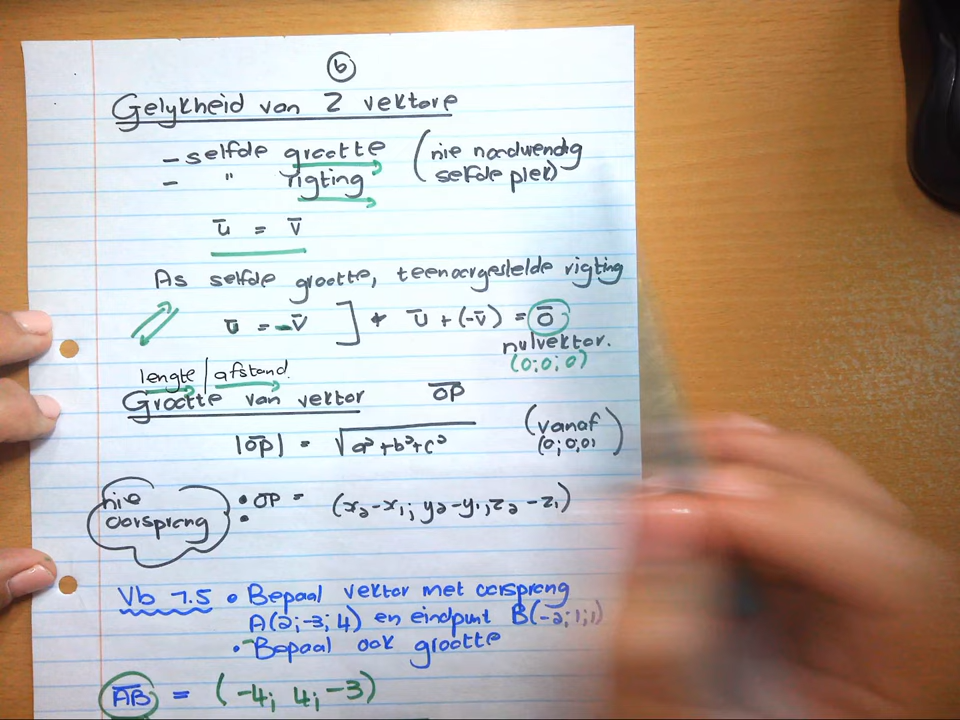 6
Gelykheid van 2 vektore
- selfde grootte (nie noodwendig
- " rigting selfde plek)
ū = v̄
As selfde grootte, teenoorgestelde rigting
ū = -v̄ ] * ū + (-v̄) = ō
nulvektor.
(0;0;0)
lengte / afstand.
Grootte van vektor OP
|OP| = √a²+b²+c² (vanaf
(0;0,0))
nie oorsprong
• OP = (x₂-x₁; y₂-y₁; z₂-z₁)
•
Vb 7.5 • Bepaal vektor met oorsprong
A(2;-3;4) en eindpunt B(-2;1;1)
• Bepaal ook grootte
AB = (-4; 4; -3)